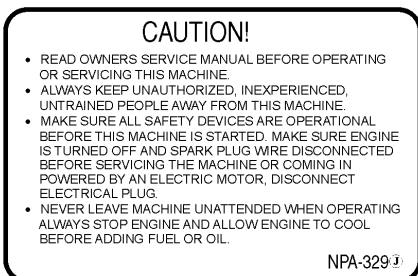 CAUTION!
• READ OWNERS SERVICE MANUAL BEFORE OPERATING
OR SERVICING THIS MACHINE.
• ALWAYS KEEP UNAUTHORIZED, INEXPERIENCED,
UNTRAINED PEOPLE AWAY FROM THIS MACHINE.
• MAKE SURE ALL SAFETY DEVICES ARE OPERATIONAL
BEFORE THIS MACHINE IS STARTED. MAKE SURE ENGINE
IS TURNED OFF AND SPARK PLUG WIRE DISCONNECTED
BEFORE SERVICING THE MACHINE OR COMING IN
POWERED BY AN ELECTRIC MOTOR, DISCONNECT
ELECTRICAL PLUG.
• NEVER LEAVE MACHINE UNATTENDED WHEN OPERATING
ALWAYS STOP ENGINE AND ALLOW ENGINE TO COOL
BEFORE ADDING FUEL OR OIL.
NPA-329 J